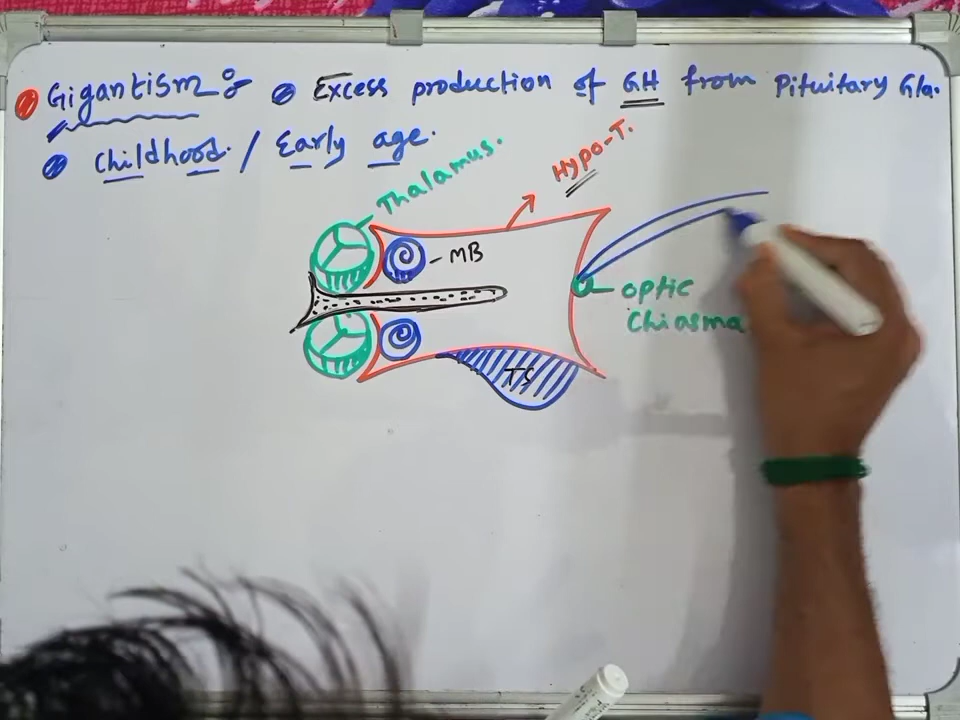 Gigantism : Excess production of GH from Pituitary Gla.
Childhood / Early age.
Thalamus.
Hypo-T.
MB
optic
Chiasma
TS